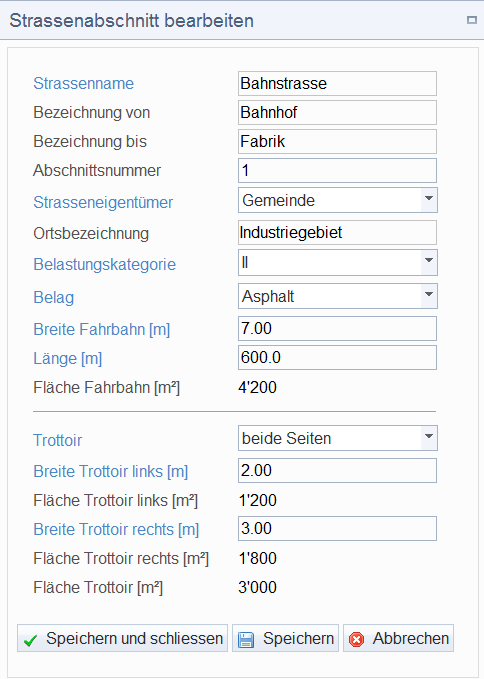 Strassenabschnitt bearbeiten
Strassenname Bahnstrasse
Bezeichnung von Bahnhof
Bezeichnung bis Fabrik
Abschnittsnummer 1
Strasseneigentümer Gemeinde
Ortsbezeichnung Industriegebiet
Belastungskategorie II
Belag Asphalt
Breite Fahrbahn [m] 7.00
Länge [m] 600.0
Fläche Fahrbahn [m²] 4'200
Trottoir beide Seiten
Breite Trottoir links [m] 2.00
Fläche Trottoir links [m²] 1'200
Breite Trottoir rechts [m] 3.00
Fläche Trottoir rechts [m²] 1'800
Fläche Trottoir [m²] 3'000
Speichern und schliessen Speichern Abbrechen